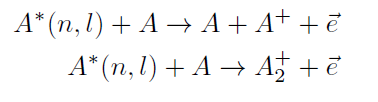 A*(n, l) + A → A + A⁺ + e⃗
A*(n, l) + A → A₂⁺ + e⃗